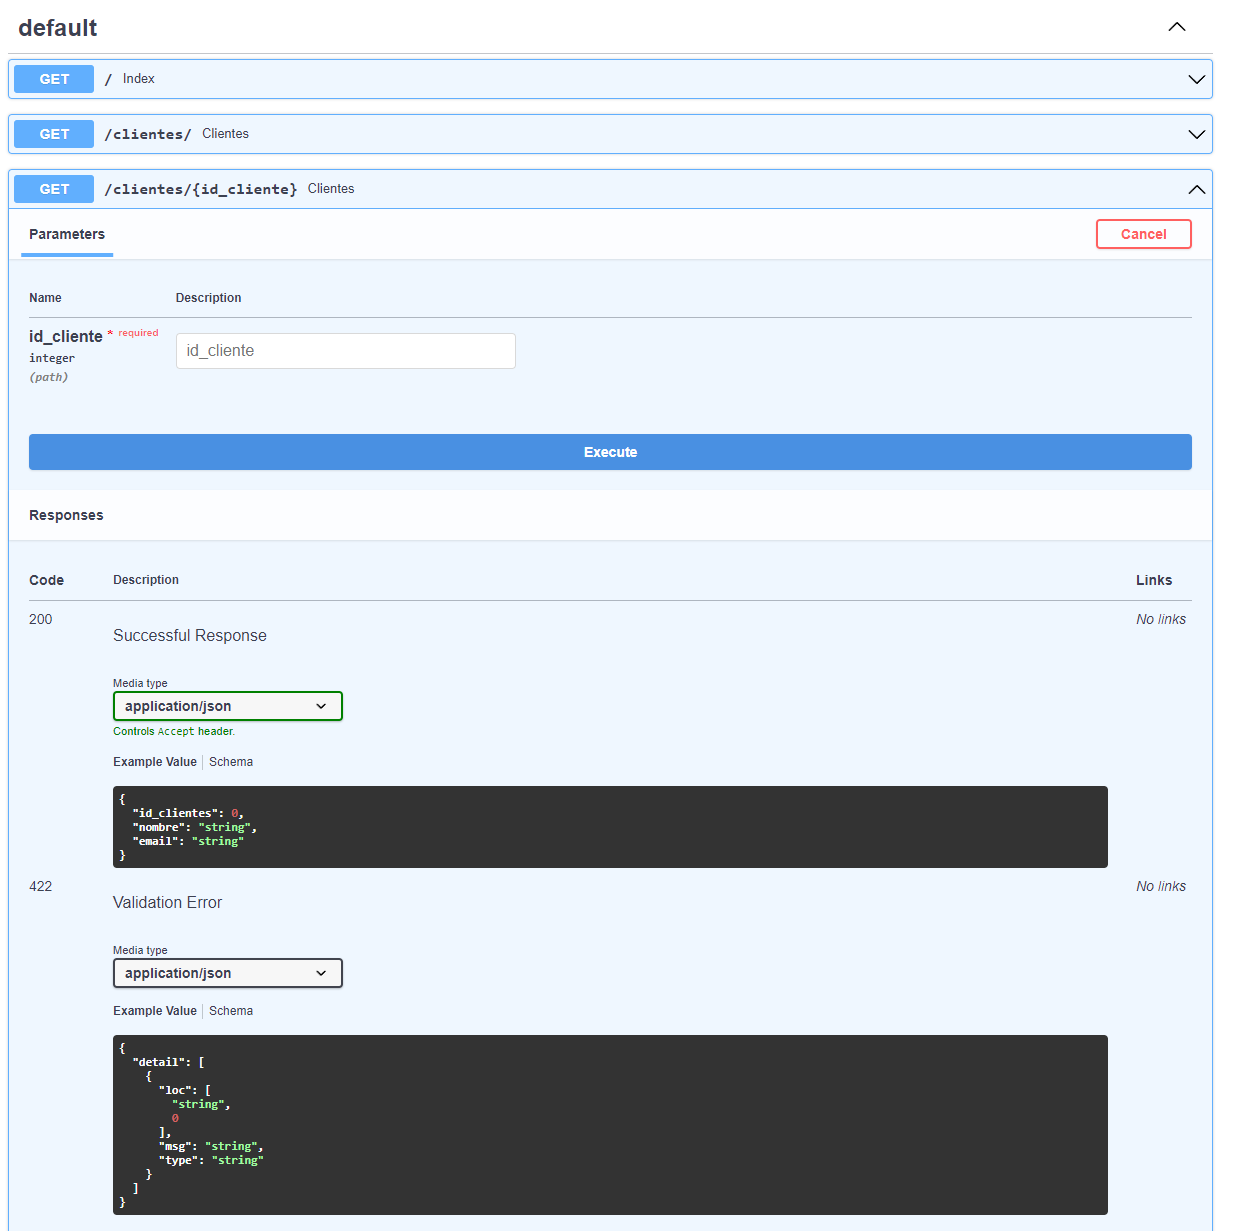 default
GET / Index
GET /clientes/ Clientes
GET /clientes/{id_cliente} Clientes
Parameters Cancel
Name Description
id_cliente * required
integer
(path)
id_cliente
Execute
Responses
Code Description Links
200 No links
Successful Response
Media type
application/json
Controls Accept header.
Example Value Schema
{
"id_clientes": 0,
"nombre": "string",
"email": "string"
}
422 No links
Validation Error
Media type
application/json
Example Value Schema
{
"detail": [
{
"loc": [
"string",
0
],
"msg": "string",
"type": "string"
}
]
}